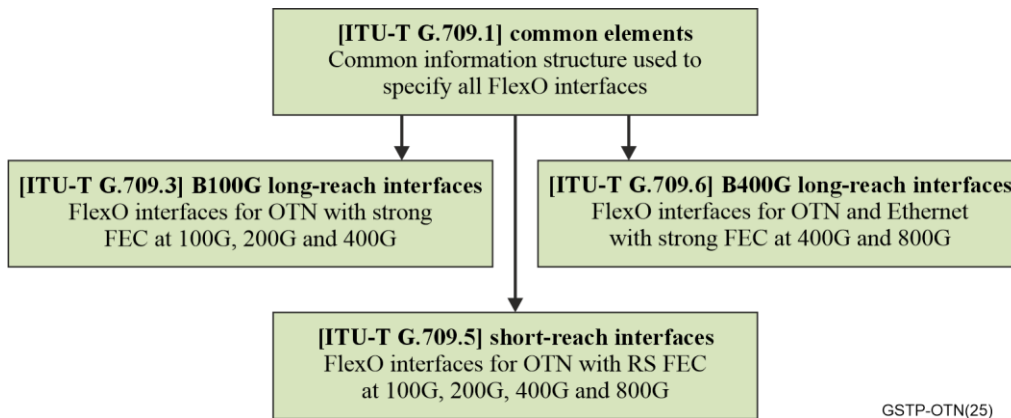 [ITU-T G.709.1] common elements
Common information structure used to
specify all FlexO interfaces
[ITU-T G.709.3] B100G long-reach interfaces
FlexO interfaces for OTN with strong
FEC at 100G, 200G and 400G
[ITU-T G.709.6] B400G long-reach interfaces
FlexO interfaces for OTN and Ethernet
with strong FEC at 400G and 800G
[ITU-T G.709.5] short-reach interfaces
FlexO interfaces for OTN with RS FEC
at 100G, 200G, 400G and 800G
GSTP-OTN(25)